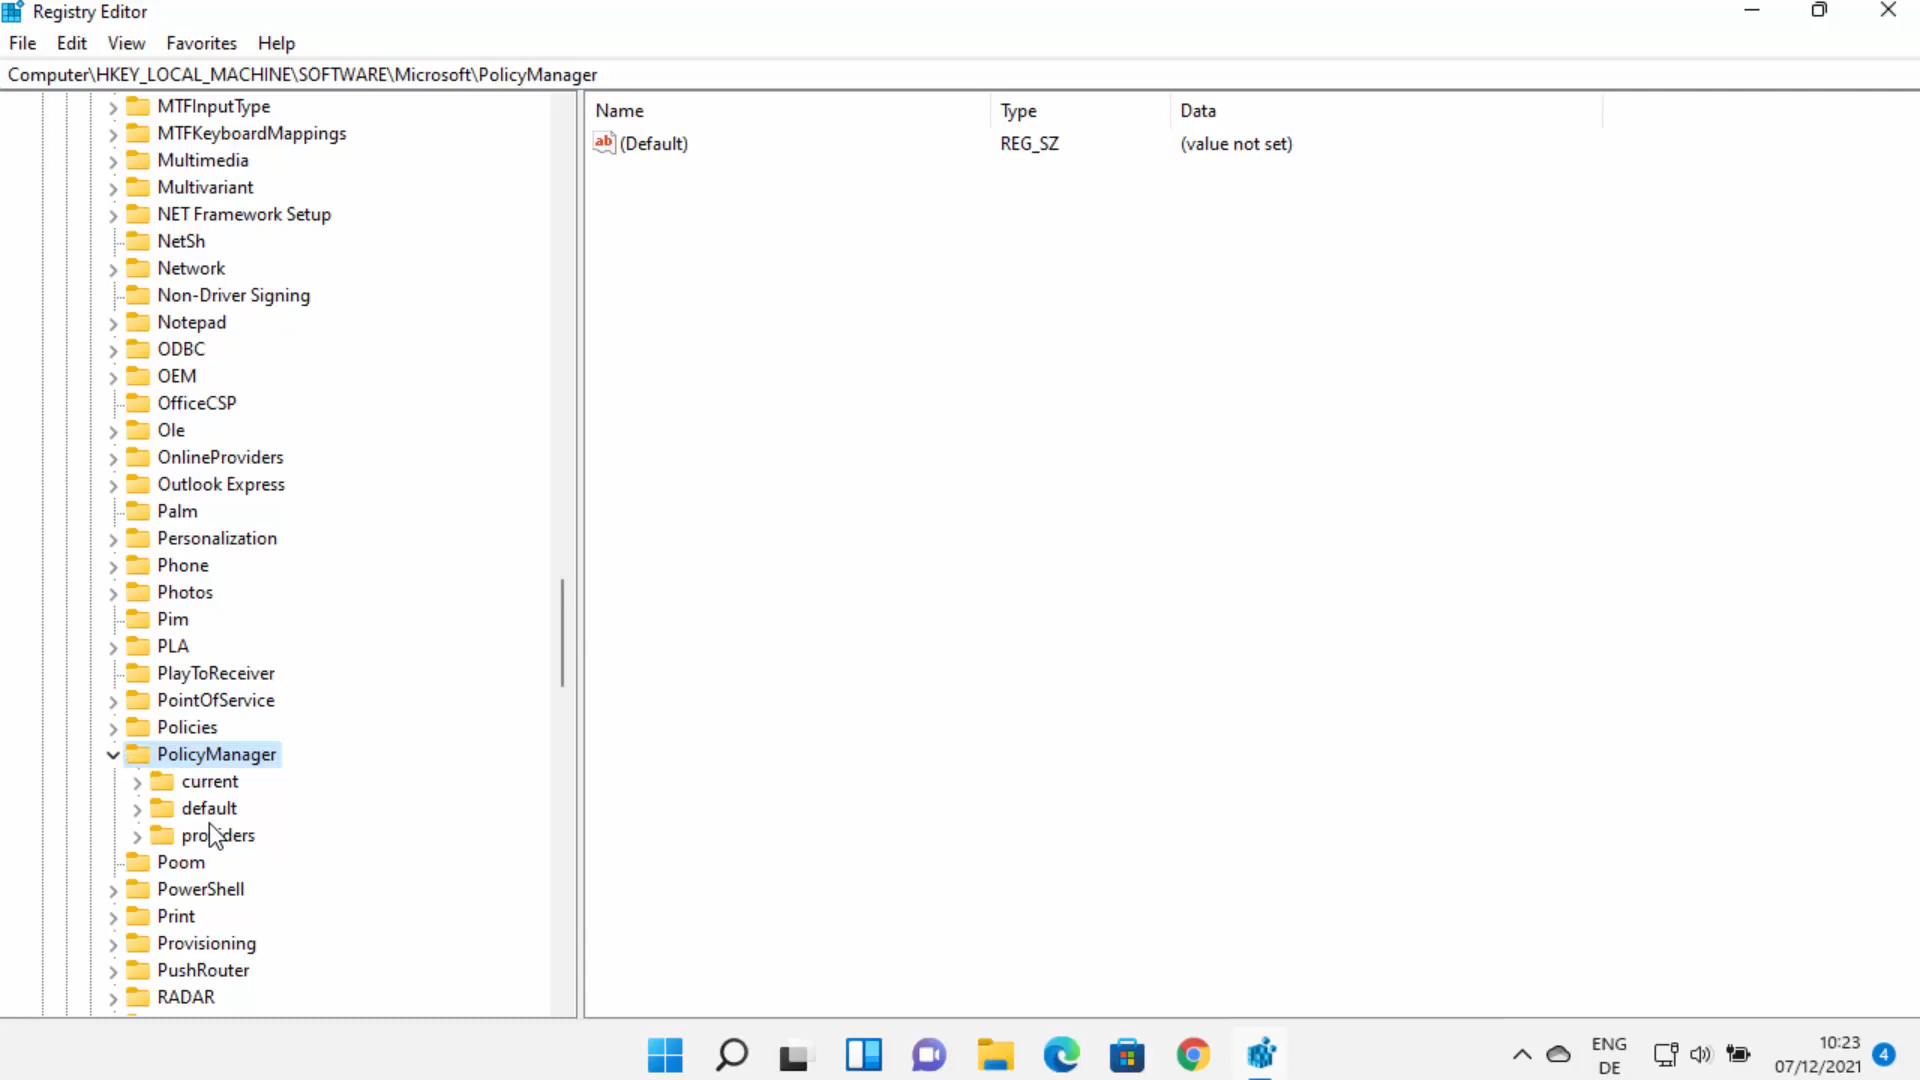 Registry Editor
File Edit View Favorites Help
Computer\HKEY_LOCAL_MACHINE\SOFTWARE\Microsoft\PolicyManager
MTFInputType
MTFKeyboardMappings
Multimedia
Multivariant
NET Framework Setup
NetSh
Network
Non-Driver Signing
Notepad
ODBC
OEM
OfficeCSP
Ole
OnlineProviders
Outlook Express
Palm
Personalization
Phone
Photos
Pim
PLA
PlayToReceiver
PointOfService
Policies
PolicyManager
current
default
providers
Poom
PowerShell
Print
Provisioning
PushRouter
RADAR
Name Type Data
ab (Default) REG_SZ (value not set)
ENG
DE
10:23
07/12/2021
4